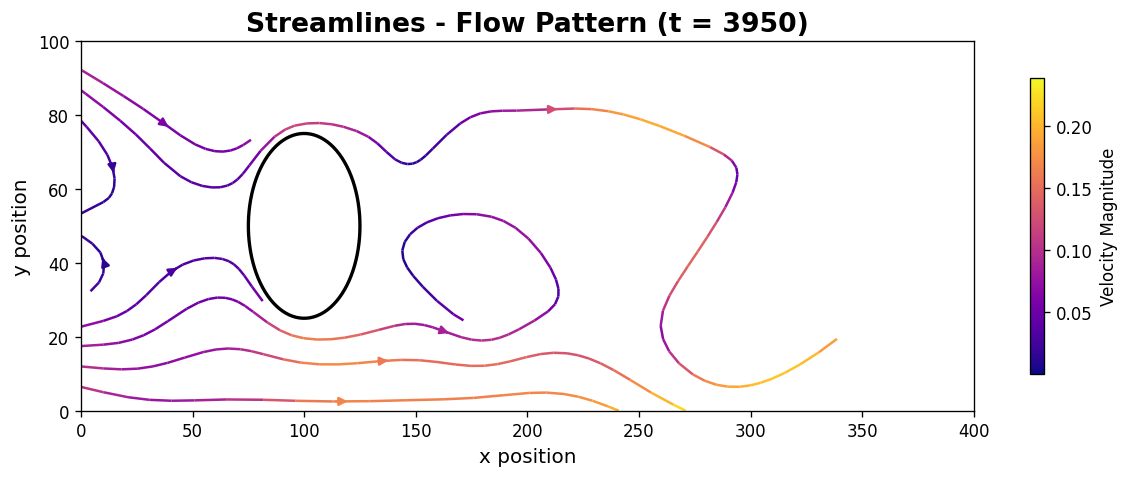 Streamlines - Flow Pattern (t = 3950)
100
80
60
40
20
0
y position
0 50 100 150 200 250 300 350 400
x position
0.20
0.15
0.10
0.05
Velocity Magnitude